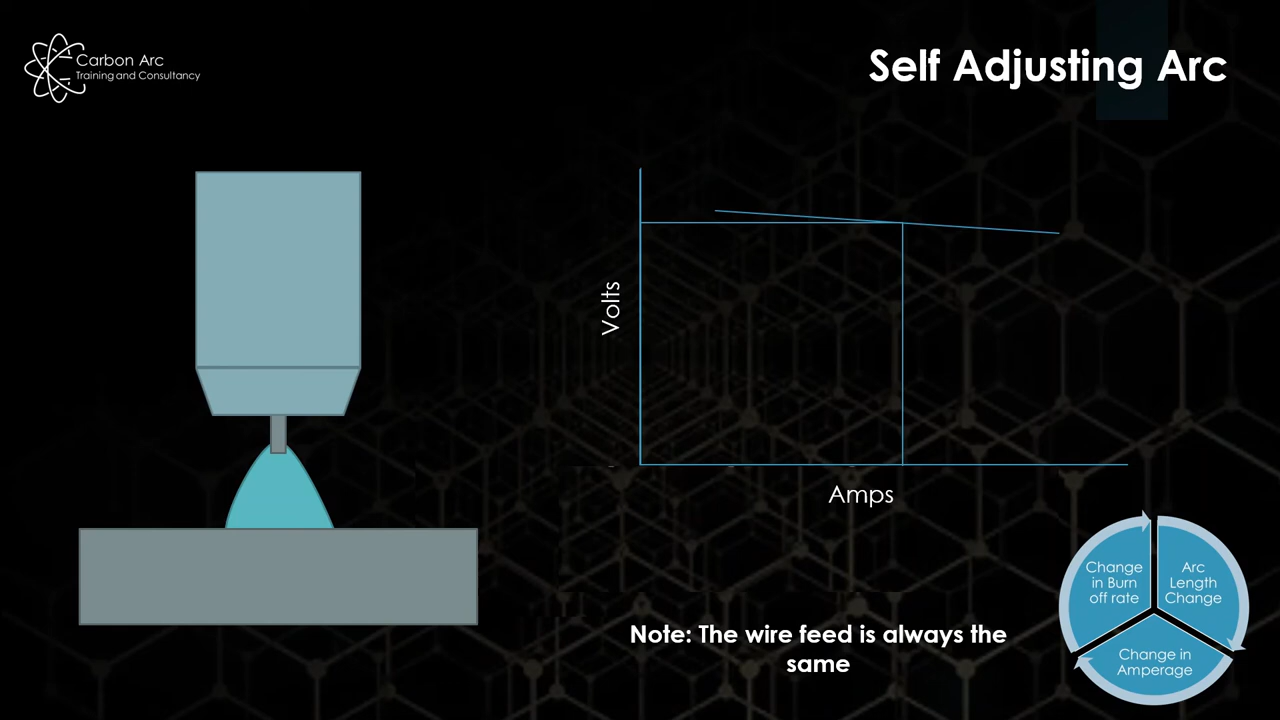 Carbon Arc
Training and Consultancy
Self Adjusting Arc
Volts
Amps
Change
in Burn
off rate
Arc
Length
Change
Change in
Amperage
Note: The wire feed is always the
same